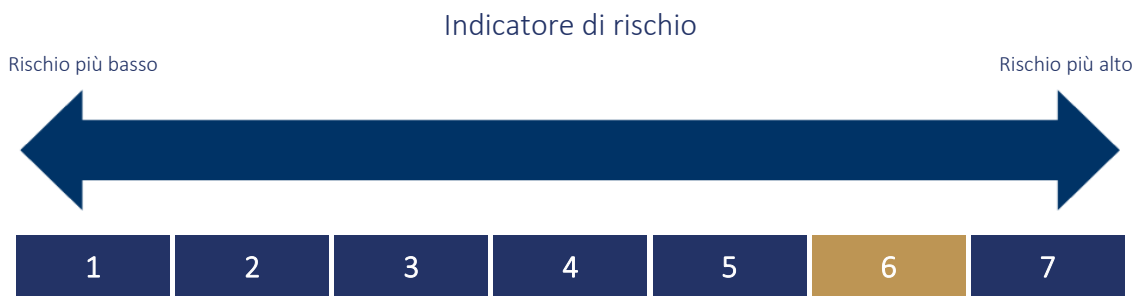 Indicatore di rischio
Rischio più basso
Rischio più alto
1 2 3 4 5 6 7